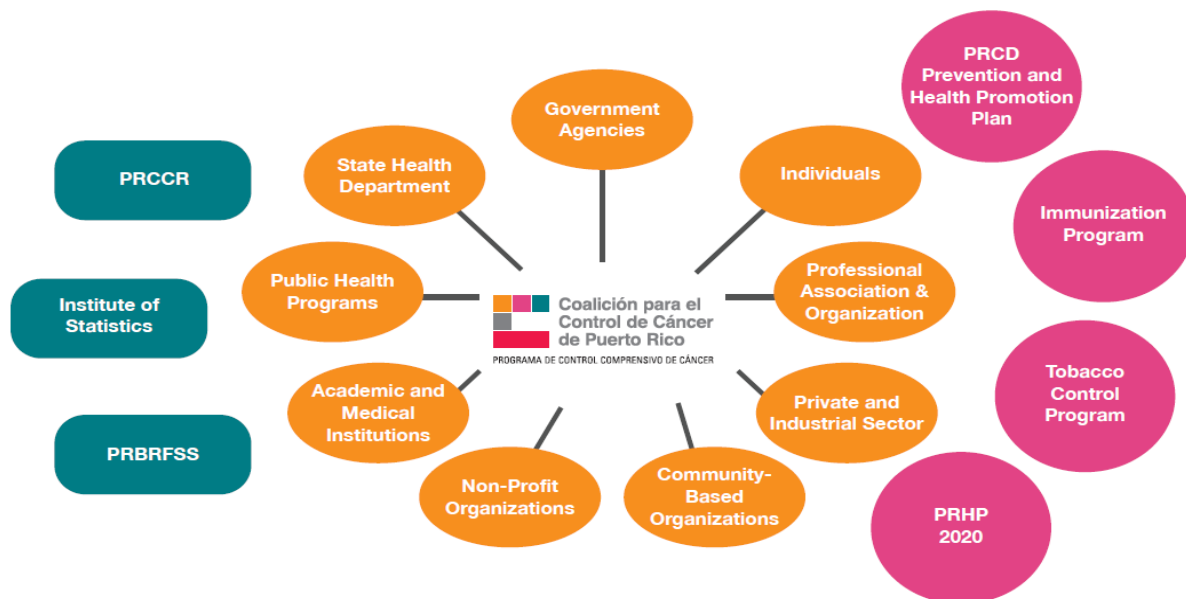 PRCCR
Institute of
Statistics
PRBRFSS
Government
Agencies
State Health
Department
Individuals
Public Health
Programs
Professional
Association &
Organization
Coalición para el
Control de Cáncer
de Puerto Rico
PROGRAMA DE CONTROL COMPRENSIVO DE CÁNCER
Academic and
Medical
Institutions
Private and
Industrial Sector
Non-Profit
Organizations
Community-
Based
Organizations
PRCD
Prevention and
Health Promotion
Plan
Immunization
Program
Tobacco
Control
Program
PRHP
2020